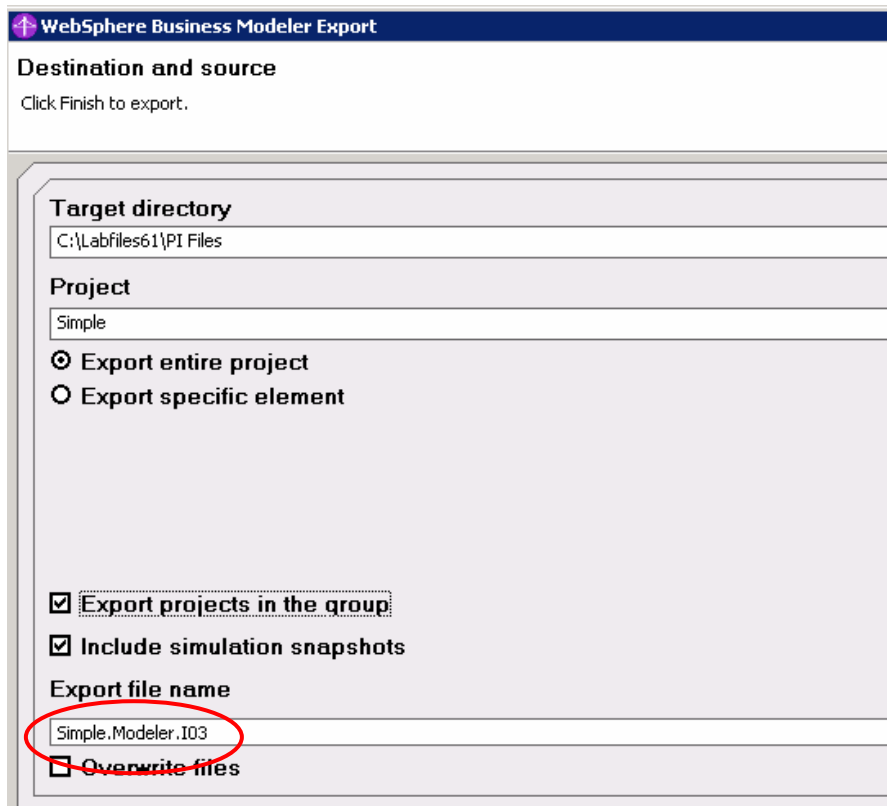 WebSphere Business Modeler Export
Destination and source
Click Finish to export.
Target directory
C:\Labfiles61\PI Files
Project
Simple
Export entire project
Export specific element
Export projects in the group
Include simulation snapshots
Export file name
Simple.Modeler.I03
Overwrite files